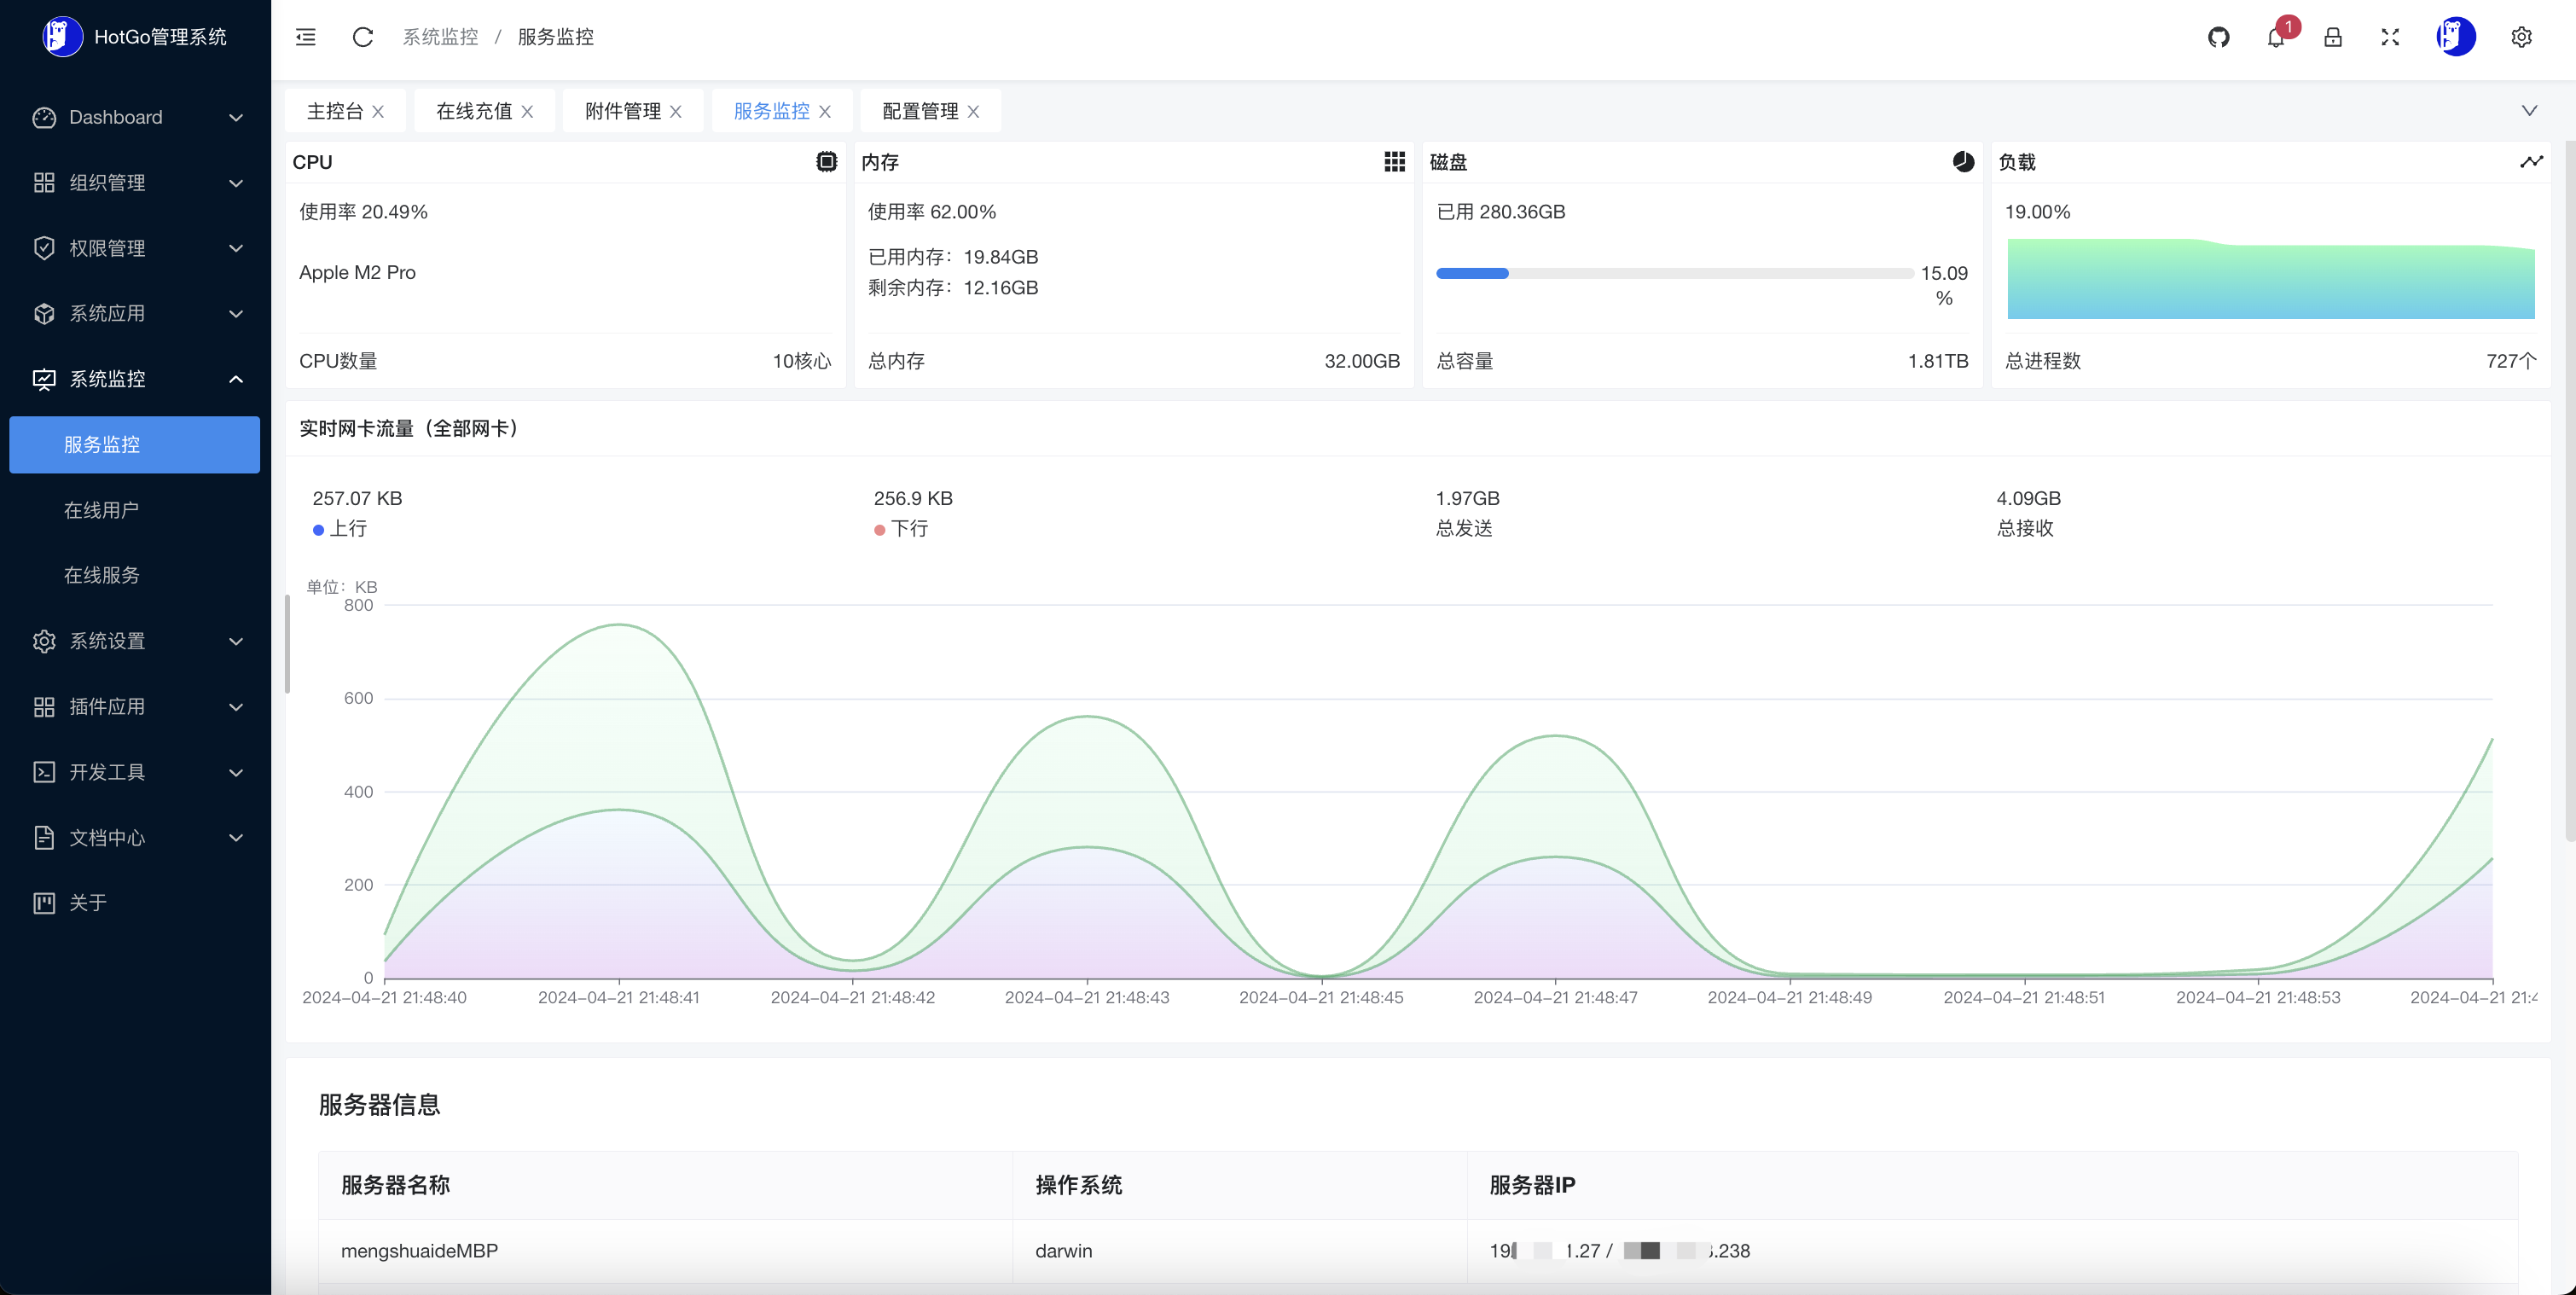 HotGo管理系统
系统监控 / 服务监控
1
Dashboard
组织管理
权限管理
系统应用
系统监控
服务监控
在线用户
在线服务
系统设置
插件应用
开发工具
文档中心
关于
主控台
在线充值
附件管理
服务监控
配置管理
CPU
使用率 20.49%
Apple M2 Pro
CPU数量 10核心
内存
使用率 62.00%
已用内存：19.84GB
剩余内存：12.16GB
总内存 32.00GB
磁盘
已用 280.36GB
15.09
%
总容量 1.81TB
负载
19.00%
总进程数 727个
实时网卡流量（全部网卡）
257.07 KB
上行
256.9 KB
下行
1.97GB
总发送
4.09GB
总接收
单位：KB
800
600
400
200
0
2024-04-21 21:48:40
2024-04-21 21:48:41
2024-04-21 21:48:42
2024-04-21 21:48:43
2024-04-21 21:48:45
2024-04-21 21:48:47
2024-04-21 21:48:49
2024-04-21 21:48:51
2024-04-21 21:48:53
2024-04-21
服务器信息
服务器名称 操作系统 服务器IP
mengshuaideMBP darwin 19 1.27 / .238